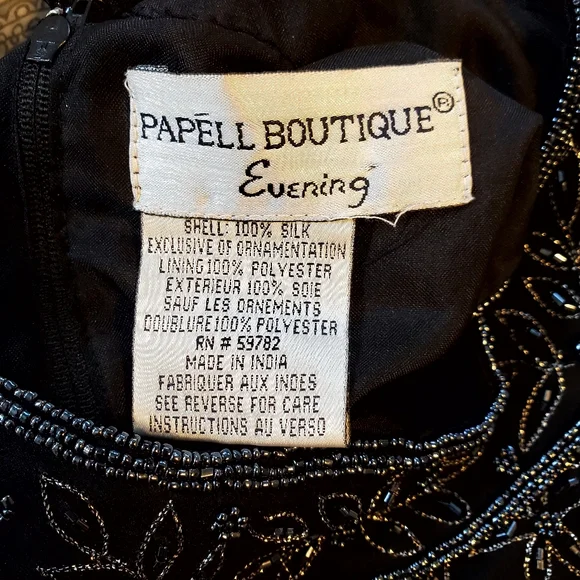 PAPÉLL BOUTIQUE®
Evening
SHELL: 100% SILK
EXCLUSIVE OF ORNAMENTATION
LINING 100% POLYESTER
EXTERIEUR 100% SOIE
SAUF LES ORNEMENTS
DOUBLURE 100% POLYESTER
RN # 59782
MADE IN INDIA
FABRIQUER AUX INDES
SEE REVERSE FOR CARE
INSTRUCTIONS AU VERSO